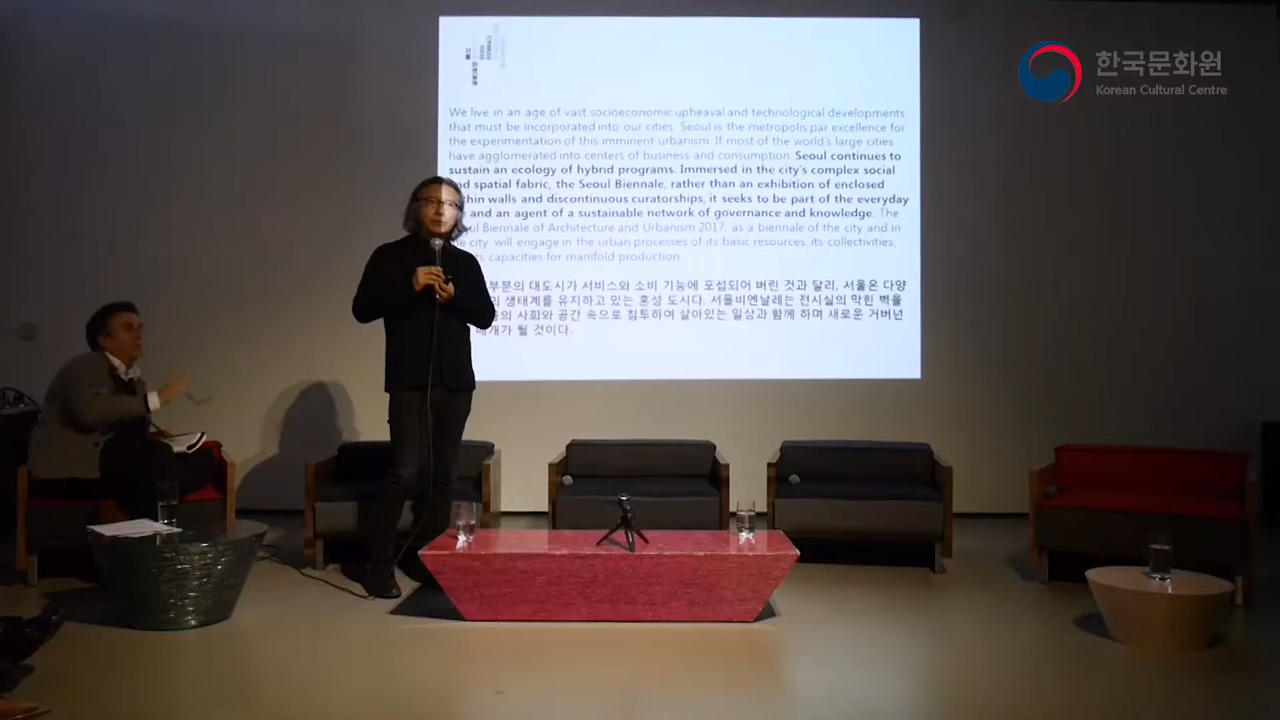 한국문화원
Korean Cultural Centre
We live in an age of vast socioeconomic upheaval and technological developments
that must be incorporated into our cities. Seoul is the metropolis par excellence for
the experimentation of this imminent urbanism. If most of the world's large cities
have agglomerated into centers of business and consumption. Seoul continues to
sustain an ecology of hybrid programs. Immersed in the city's complex social
spatial fabric, the Seoul Biennale, rather than an exhibition of enclosed
walls and discontinuous curatorships, it seeks to be part of the everyday
and an agent of a sustainable network of governance and knowledge. The
Biennale of Architecture and Urbanism 2017, as a biennale of the city and in
city will engage in the urban processes of its basic resources, its collectivities,
capacities for manifold production.
부분의 대도시가 서비스와 소비 기능에 포섭되어 버린 것과 달리, 서울은 다양
의 생태계를 유지하고 있는 혼성 도시다. 서울비엔날레는 전시실의 막힌 벽을
의 사회와 공간 속으로 침투하여 살아있는 일상과 함께 하며 새로운 거버넌
매개가 될 것이다.